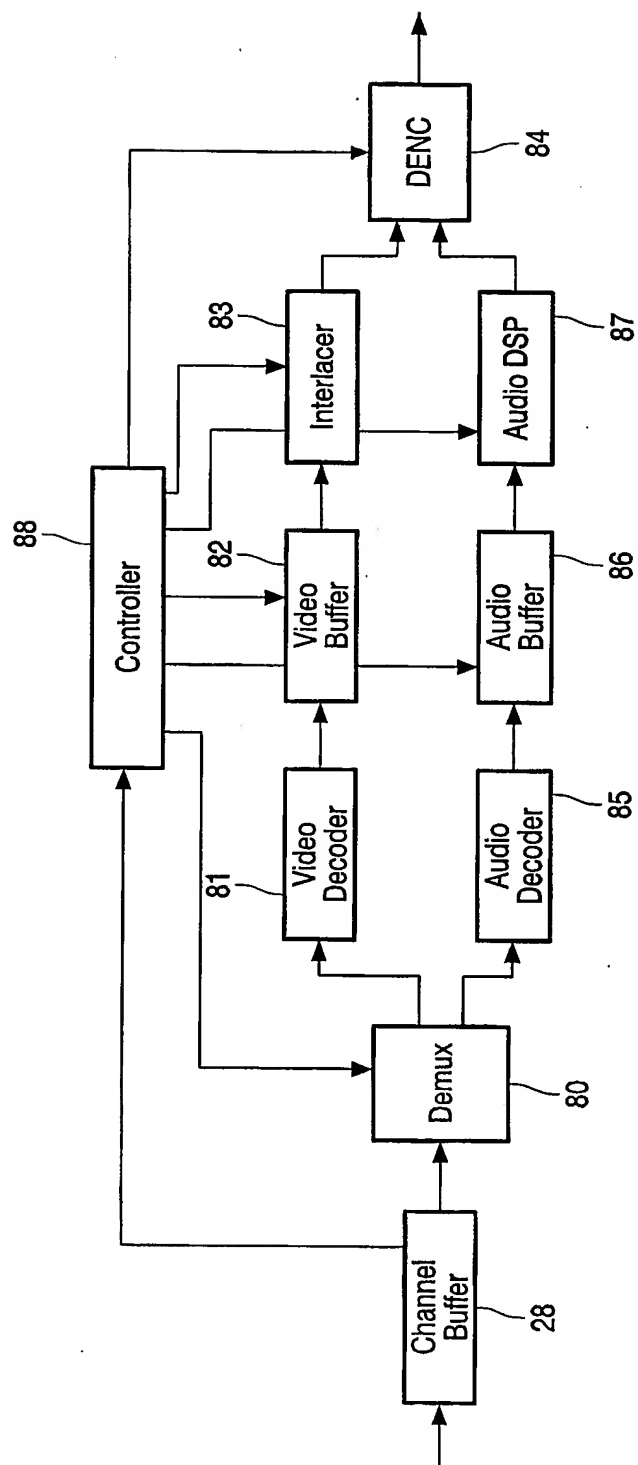 88
Controller
83
82
81
Interlacer
Video
Buffer
Video
Decoder
DENC
84
Channel
Buffer
28
Demux
80
Audio
Decoder
85
Audio
Buffer
86
Audio DSP
87